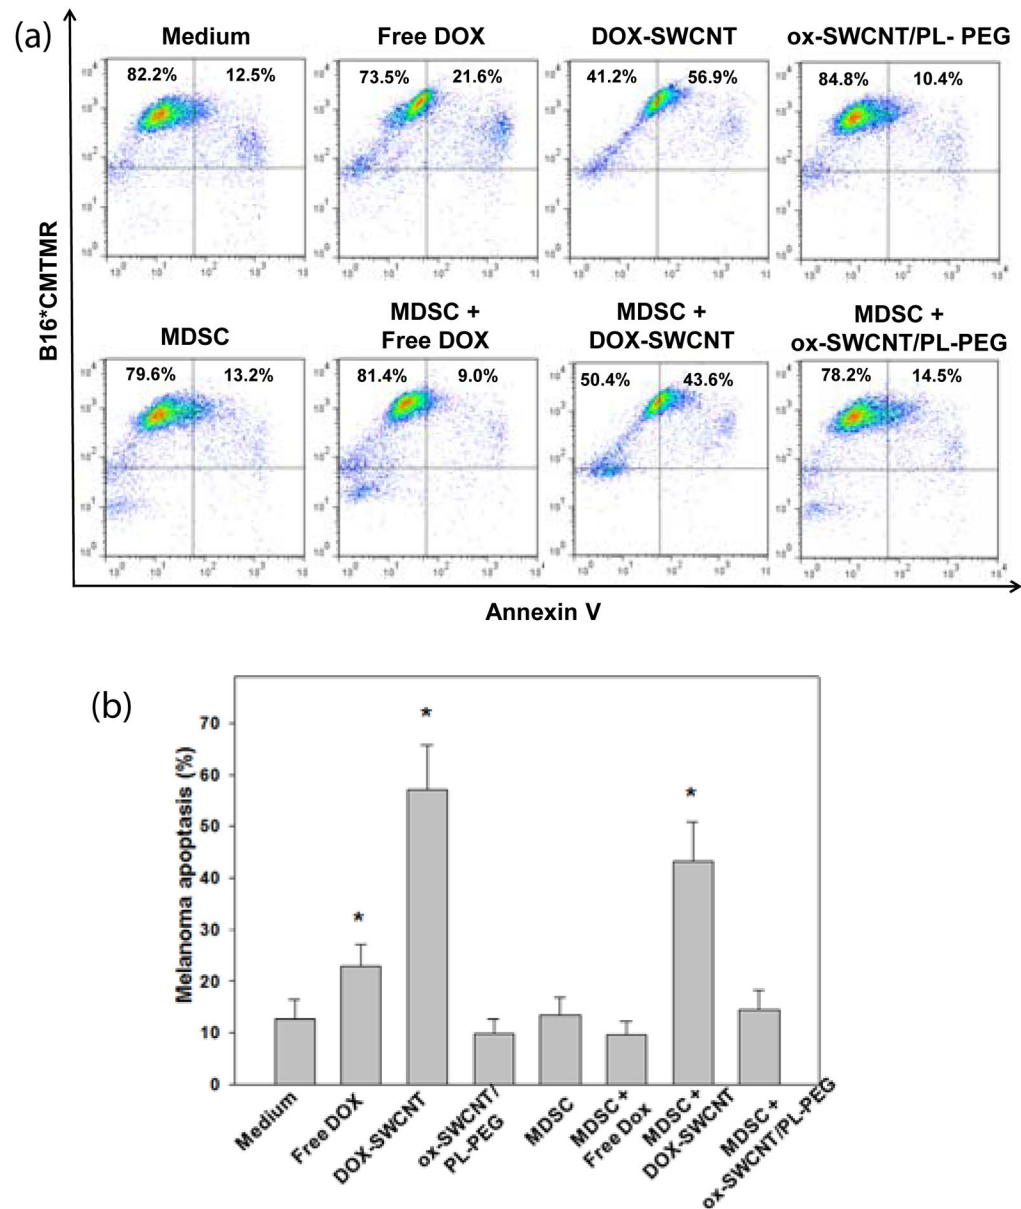 (a)
Medium
Free DOX
DOX-SWCNT
ox-SWCNT/PL- PEG
82.2% 12.5%
73.5% 21.6%
41.2% 56.9%
84.8% 10.4%
B16*CMTMR
MDSC
MDSC +
Free DOX
MDSC +
DOX-SWCNT
MDSC +
ox-SWCNT/PL-PEG
79.6% 13.2%
81.4% 9.0%
50.4% 43.6%
78.2% 14.5%
Annexin V
(b)
Melanoma apoptasis (%)
70
60
50
40
30
20
10
0
*
*
*
Medium
Free DOX
DOX-SWCNT
ox-SWCNT/
PL-PEG
MDSC
MDSC +
Free Dox
MDSC +
DOX-SWCNT
MDSC +
ox-SWCNT/PL-PEG